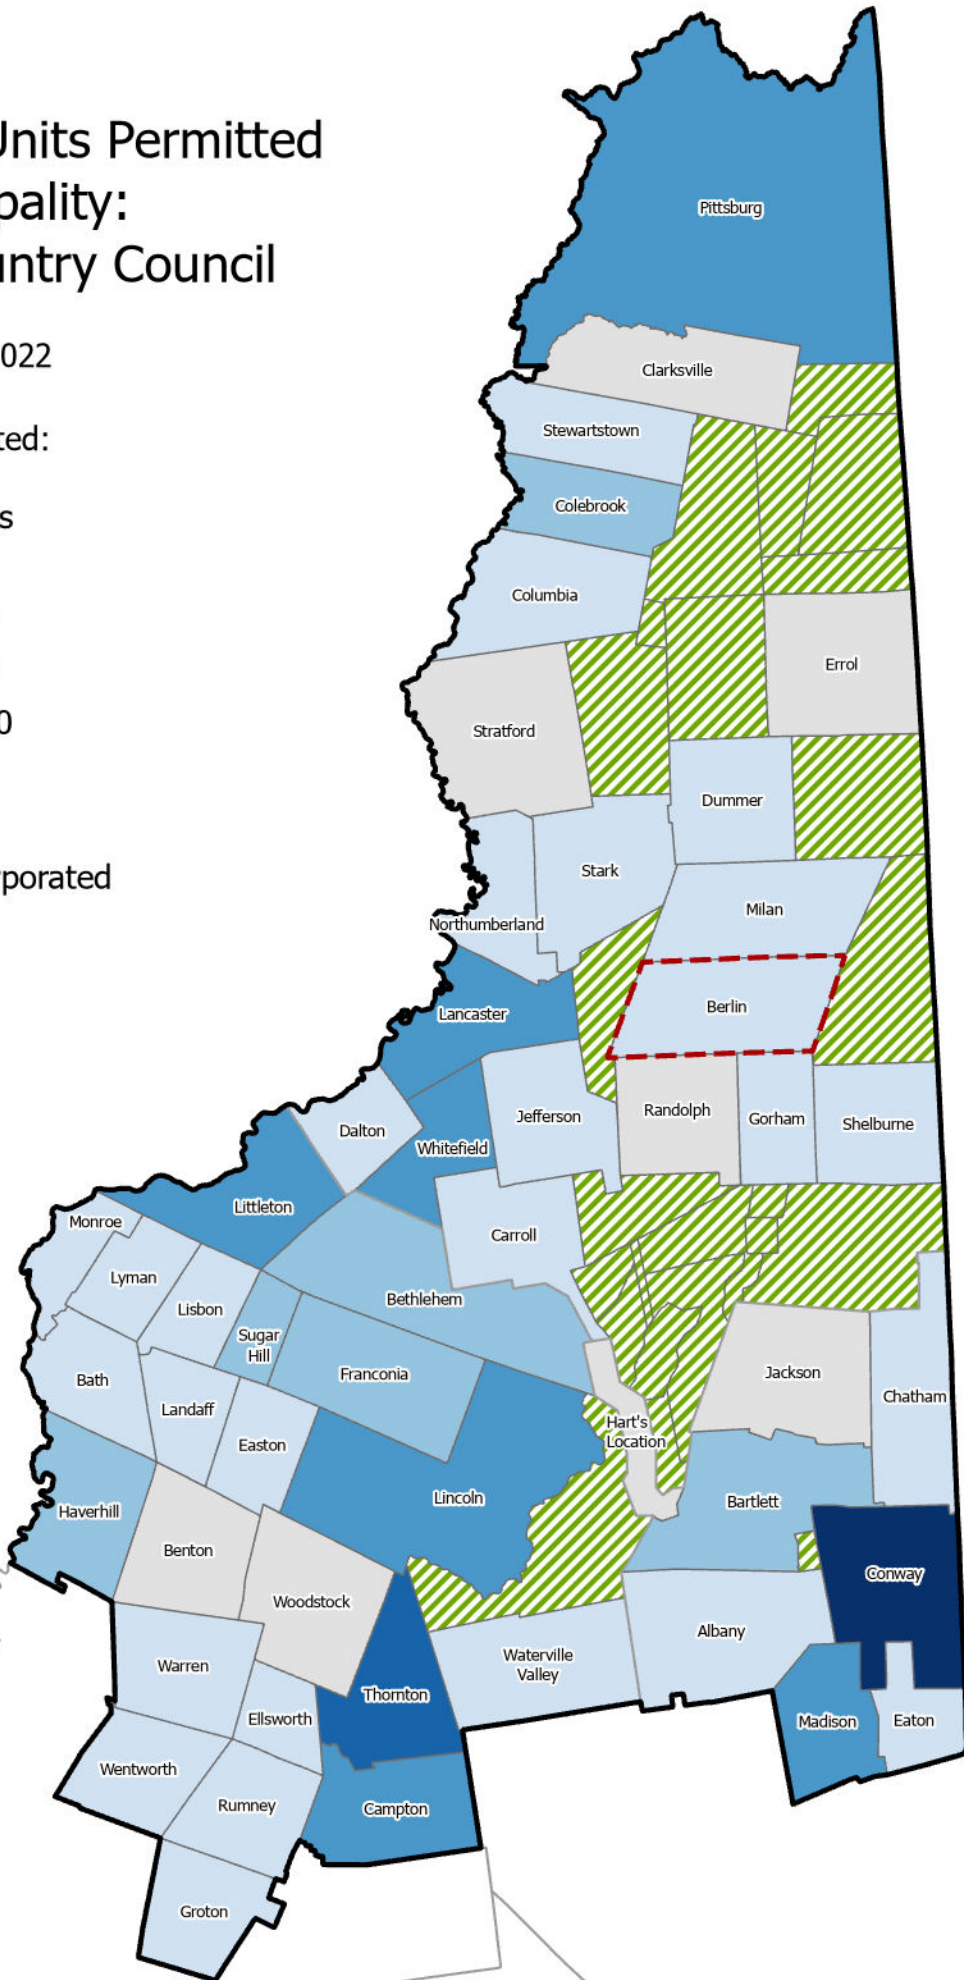 Units Permitted
pality:
untry Council
022
ted:
s
0
rporated
Pittsburg
Clarksville
Stewartstown
Colebrook
Columbia
Errol
Stratford
Dummer
Stark
Milan
Northumberland
Berlin
Lancaster
Randolph
Gorham
Shelburne
Jefferson
Dalton
Whitefield
Littleton
Monroe
Carroll
Lyman
Lisbon
Bethlehem
Sugar
Hill
Franconia
Jackson
Bath
Chatham
Landaff
Hart's
Location
Easton
Lincoln
Bartlett
Haverhill
Benton
Conway
Woodstock
Albany
Waterville
Valley
Warren
Thornton
Ellsworth
Madison
Eaton
Wentworth
Rumney
Campton
Groton